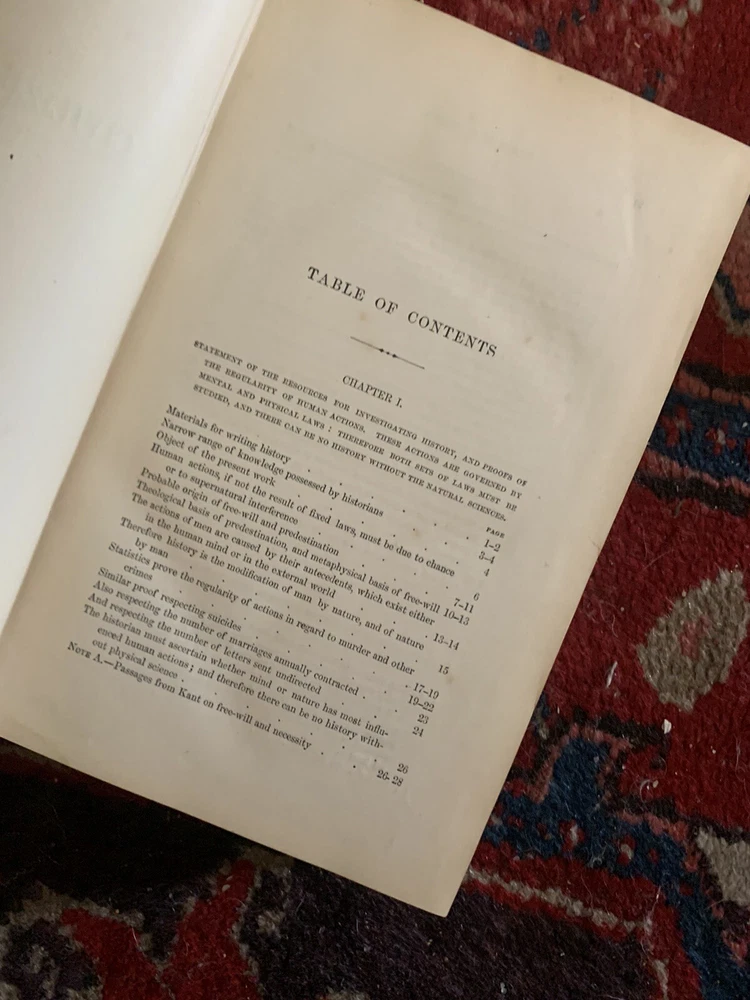 TABLE OF CONTENTS
CHAPTER I.
STATEMENT OF THE RESOURCES FOR INVESTIGATING HISTORY, AND PROOFS OF
THE REGULARITY OF HUMAN ACTIONS. THESE ACTIONS ARE GOVERNED BY
MENTAL AND PHYSICAL LAWS : THEREFORE BOTH SETS OF LAWS MUST BE
STUDIED, AND THERE CAN BE NO HISTORY WITHOUT THE NATURAL SCIENCES.
PAGE
Materials for writing history . . . . . . 1–2
Narrow range of knowledge possessed by historians . . . 3–4
Object of the present work . . . . . . 4
Human actions, if not the result of fixed laws, must be due to chance
or to supernatural interference . . . . . 6
Probable origin of free-will and predestination . . . 7–11
Theological basis of predestination, and metaphysical basis of free-will 10–13
The actions of men are caused by their antecedents, which exist either
in the human mind or in the external world . . . 13–14
Therefore history is the modification of man by nature, and of nature
by man . . . . . . . 15
Statistics prove the regularity of actions in regard to murder and other
crimes . . . . . . . 17–19
Similar proof respecting suicides . . . . . 19–22
Also respecting the number of marriages annually contracted . . 23
And respecting the number of letters sent undirected . . . 24
The historian must ascertain whether mind or nature has most influ-
enced human actions; and therefore there can be no history with-
out physical science . . . . . . 26
NOTE A.—Passages from Kant on free-will and necessity . . 26–28